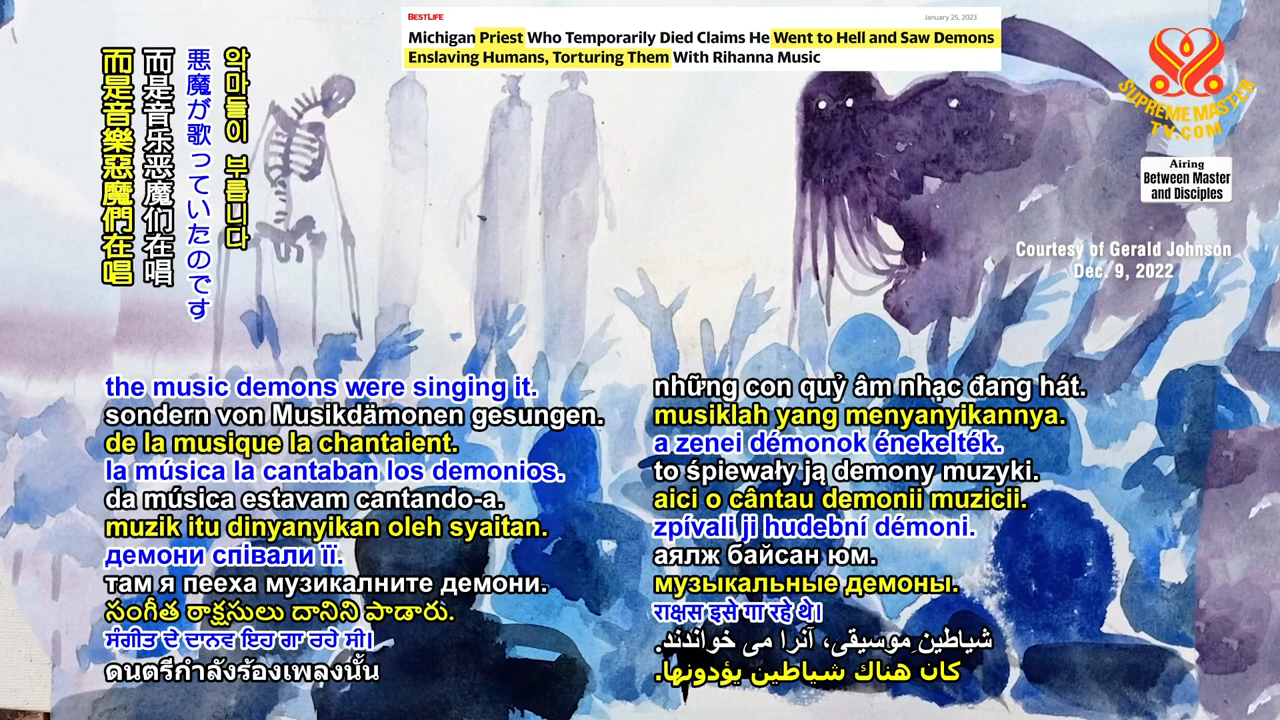 BESTLIFE
January 25, 2023
Michigan Priest Who Temporarily Died Claims He Went to Hell and Saw Demons
Enslaving Humans, Torturing Them With Rihanna Music
SUPREME MASTER
TV.COM
Airing
Between Master
and Disciples
Courtesy of Gerald Johnson
Dec. 9, 2022
而是音樂惡魔們在唱
而是音乐恶魔们在唱
悪魔が歌っていたのです
악마들이 부릅니다
the music demons were singing it.
sondern von Musikdämonen gesungen.
de la musique la chantaient.
la música la cantaban los demonios.
da música estavam cantando-a.
muzik itu dinyanyikan oleh syaitan.
демони співали її.
там я пееха музикалните демони.
సంగీత రాక్షసులు దానిని పాడారు.
ਸੰਗੀਤ ਦੇ ਦਾਨਵ ਇਹ ਗਾ ਰਹੇ ਸੀ।
ดนตรีกำลังร้องเพลงนั้น
những con quỷ âm nhạc đang hát.
musiklah yang menyanyikannya.
a zenei démonok énekelték.
to śpiewały ją demony muzyki.
aici o cântau demonii muzicii.
zpívali ji hudební démoni.
аялж байсан юм.
музыкальные демоны.
राक्षस इसे गा रहे थे।
شیاطینِ موسیقی، آنرا می خواندند.
كان هناك شياطين يؤدونها.